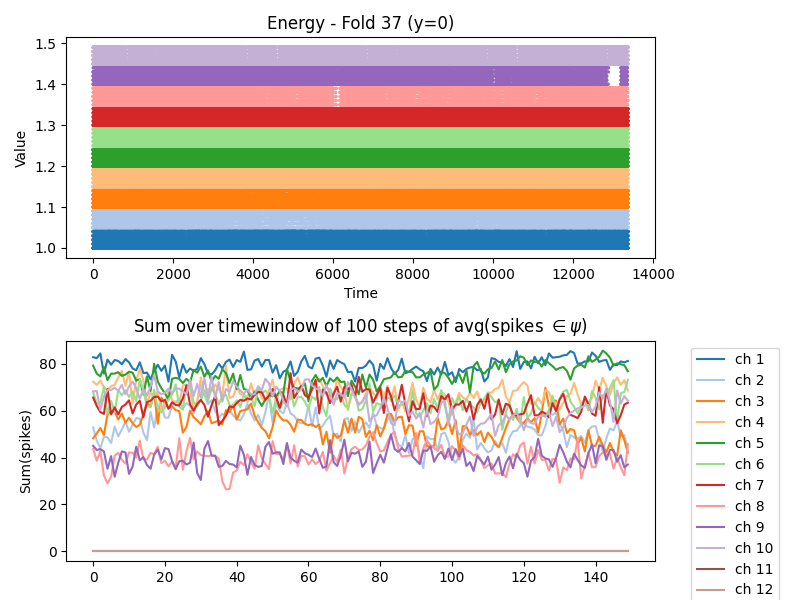 Energy - Fold 37 (y=0)
Value
1.5
1.4
1.3
1.2
1.1
1.0
0 2000 4000 6000 8000 10000 12000 14000
Time
Sum over timewindow of 100 steps of avg(spikes ∈ ψ)
Sum(spikes)
80
60
40
20
0
0 20 40 60 80 100 120 140
ch 1
ch 2
ch 3
ch 4
ch 5
ch 6
ch 7
ch 8
ch 9
ch 10
ch 11
ch 12